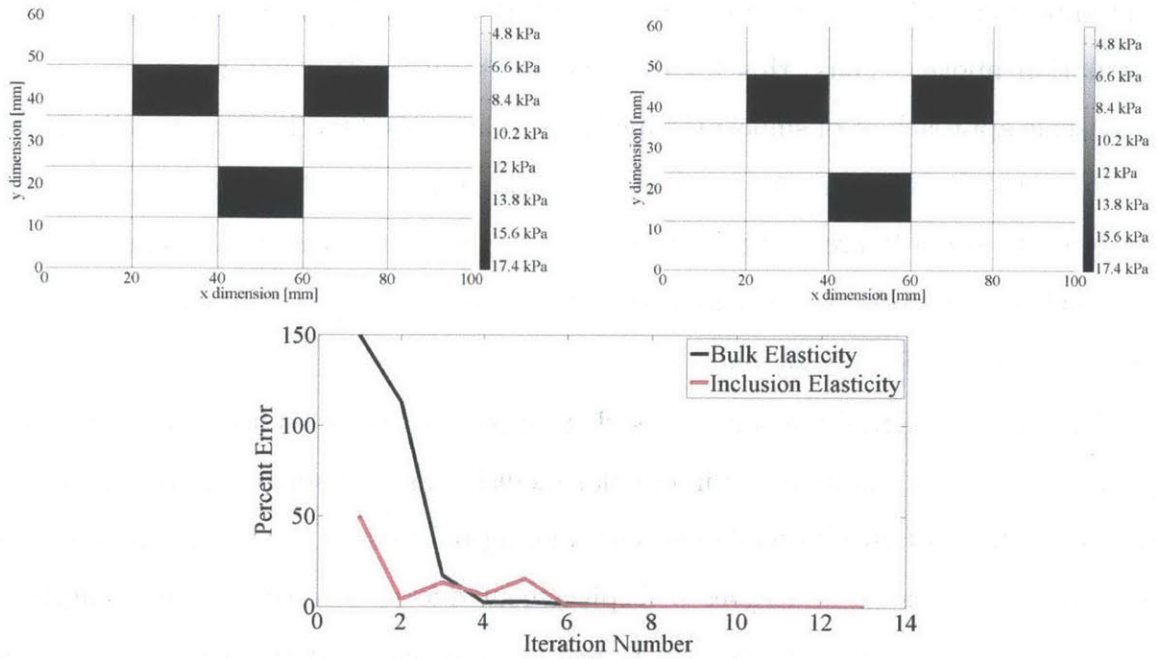 60
50
40
30
20
10
0
y dimension [mm]
0
20
40
60
80
100
x dimension [mm]
4.8 kPa
6.6 kPa
8.4 kPa
10.2 kPa
12 kPa
13.8 kPa
15.6 kPa
17.4 kPa
60
50
40
30
20
10
0
y dimension [mm]
0
20
40
60
80
100
x dimension [mm]
4.8 kPa
6.6 kPa
8.4 kPa
10.2 kPa
12 kPa
13.8 kPa
15.6 kPa
17.4 kPa
150
100
50
0
Percent Error
Bulk Elasticity
Inclusion Elasticity
0
2
4
6
8
10
12
14
Iteration Number